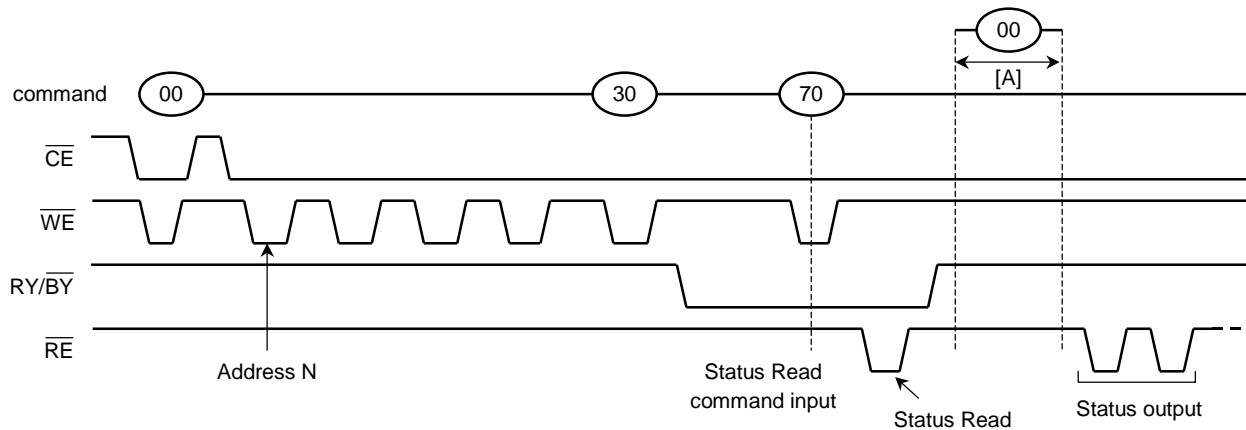 00
[A]
command 00 30 70
CE
WE
RY/BY
RE
Address N
Status Read
command input
Status Read
Status output